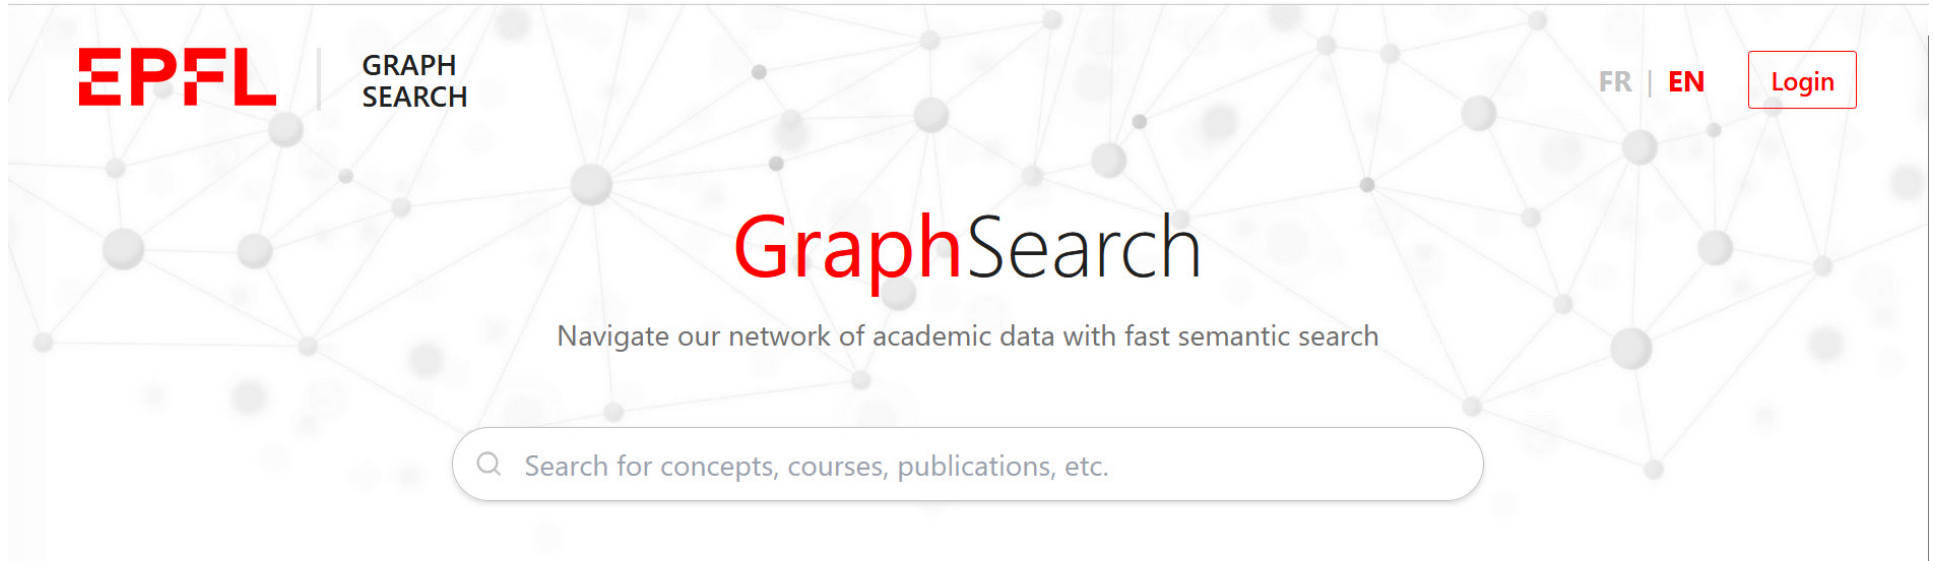 EPFL
GRAPH
SEARCH
FR | EN
Login
GraphSearch
Navigate our network of academic data with fast semantic search
Search for concepts, courses, publications, etc.